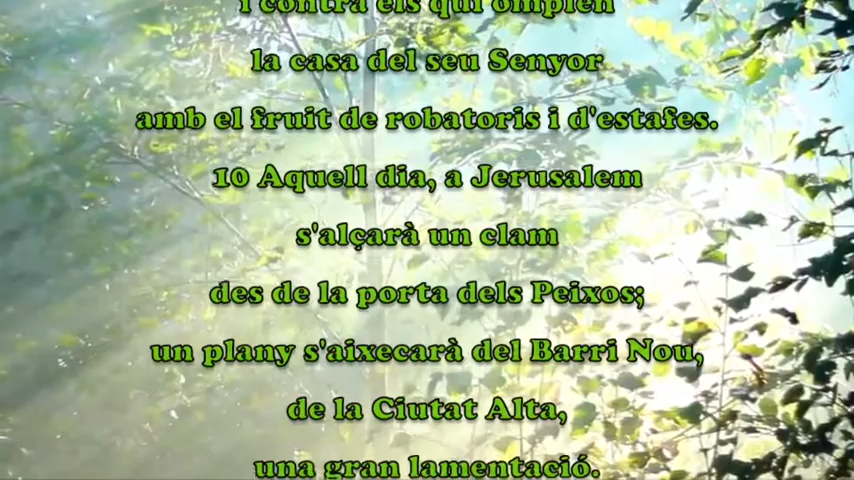 i contra els qui omplen
la casa del seu Senyor
amb el fruit de robatoris i d'estafes.
10 Aquell dia, a Jerusalem
s'alçarà un clam
des de la porta dels Peixos;
un plany s'aixecarà del Barri Nou,
de la Ciutat Alta,
una gran lamentació.